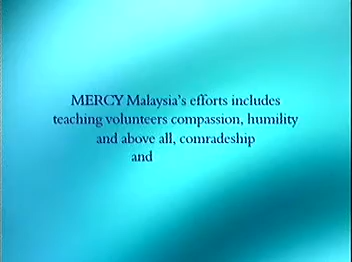 MERCY Malaysia's efforts includes
teaching volunteers compassion, humility
and above all, comradeship
and